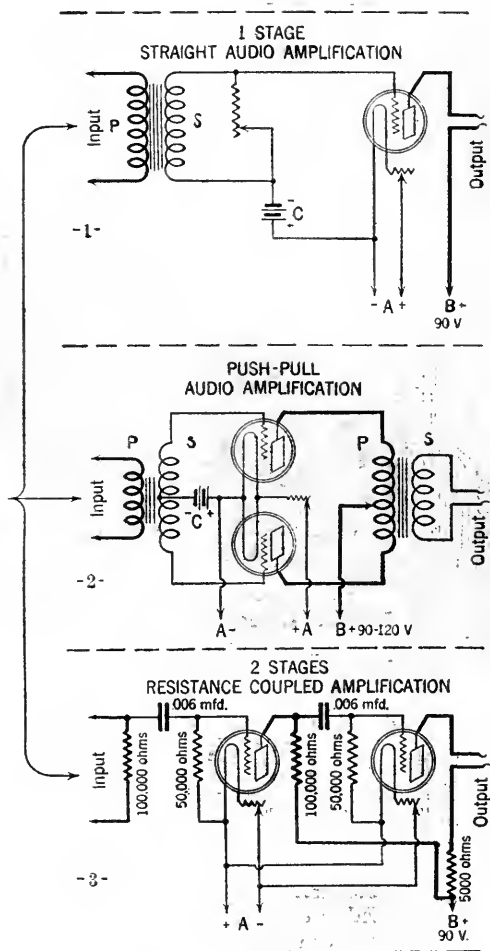 1 STAGE
STRAIGHT AUDIO AMPLIFICATION
Input
P
S
- C
+
Output
-1-
- A +
B+
90 V
PUSH-PULL
AUDIO AMPLIFICATION
P
S
P
S
Input
- C +
Output
-2-
A-
+A
B+90-120 V
2 STAGES
RESISTANCE COUPLED AMPLIFICATION
.006 mfd.
.006 mfd.
Input
100,000 ohms
50,000 ohms
100,000 ohms
50,000 ohms
Output
5000 ohms
-3-
+ A -
B+
90 V.